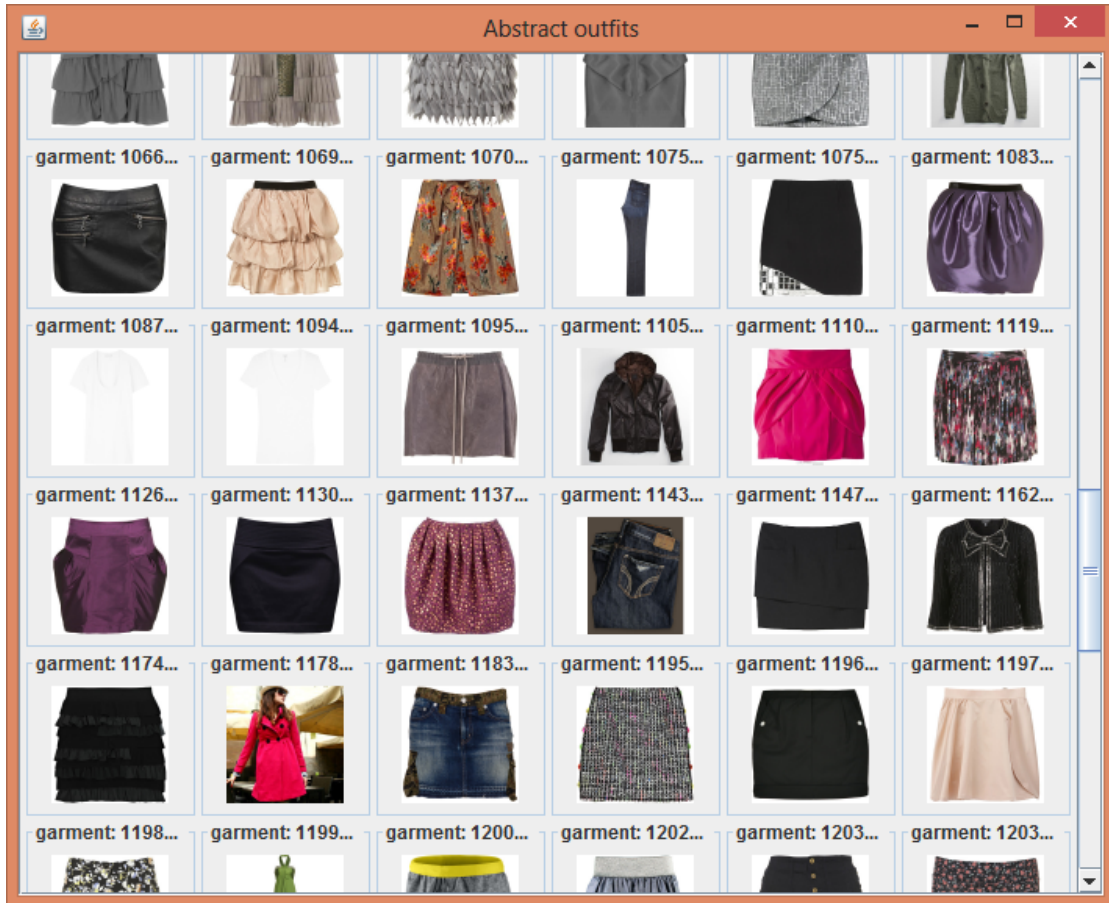 Abstract outfits
garment: 1066... garment: 1069... garment: 1070... garment: 1075... garment: 1075... garment: 1083...
garment: 1087... garment: 1094... garment: 1095... garment: 1105... garment: 1110... garment: 1119...
garment: 1126... garment: 1130... garment: 1137... garment: 1143... garment: 1147... garment: 1162...
garment: 1174... garment: 1178... garment: 1183... garment: 1195... garment: 1196... garment: 1197...
garment: 1198... garment: 1199... garment: 1200... garment: 1202... garment: 1203... garment: 1203...